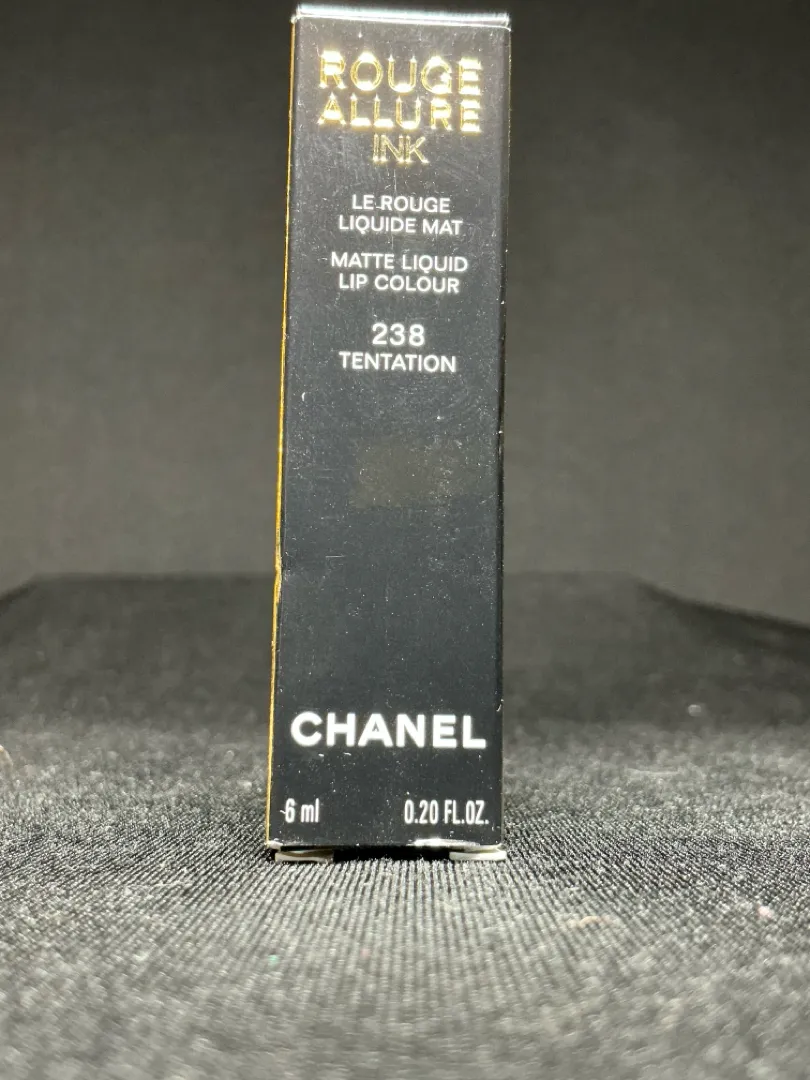 ROUGE
ALLURE
INK
LE ROUGE
LIQUIDE MAT
MATTE LIQUID
LIP COLOUR
238
TENTATION
CHANEL
6 ml 0.20 FL.OZ.